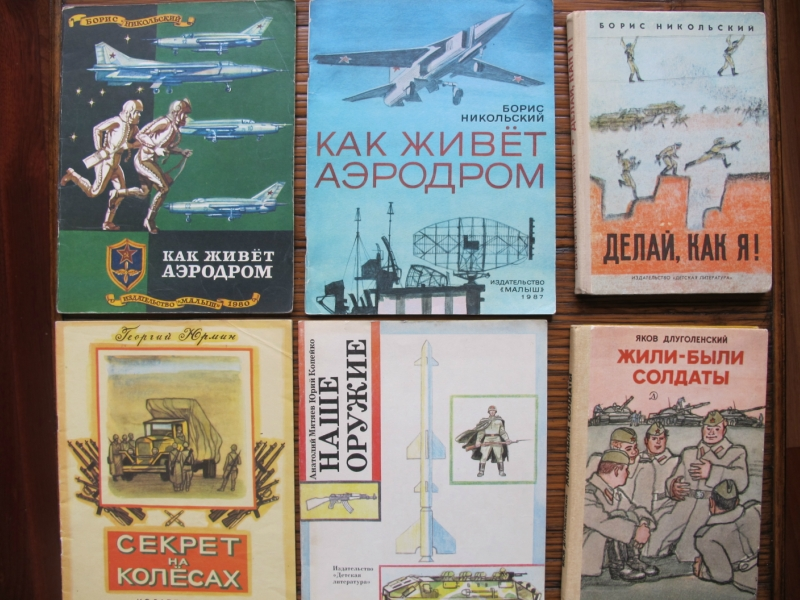 БОРИС НИКОЛЬСКИЙ
КАК ЖИВЁТ
АЭРОДРОМ
ИЗДАТЕЛЬСТВО "МАЛЫШ" 1980
БОРИС
НИКОЛЬСКИЙ
КАК ЖИВЁТ
АЭРОДРОМ
ИЗДАТЕЛЬСТВО
«МАЛЫШ»
1987
БОРИС НИКОЛЬСКИЙ
ДЕЛАЙ, КАК Я!
ИЗДАТЕЛЬСТВО «ДЕТСКАЯ ЛИТЕРАТУРА»
Георгий Юрмин
СЕКРЕТ
НА
КОЛЕСАХ
Анатолий Митяев Юрий Копейко
НАШЕ
ОРУЖИЕ
Издательство
«Детская
литература»
ЯКОВ ДЛУГОЛЕНСКИЙ
ЖИЛИ-БЫЛИ
СОЛДАТЫ